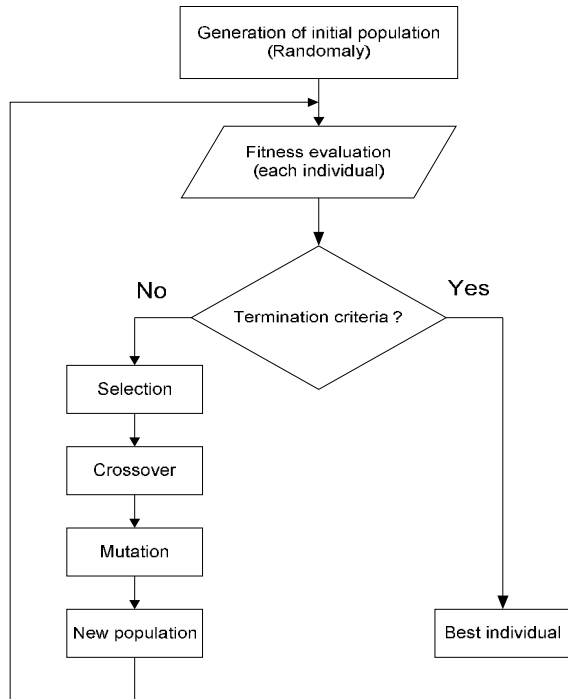 Generation of initial population
(Randomaly)
Fitness evaluation
(each individual)
No
Yes
Termination criteria ?
Selection
Crossover
Mutation
New population
Best individual